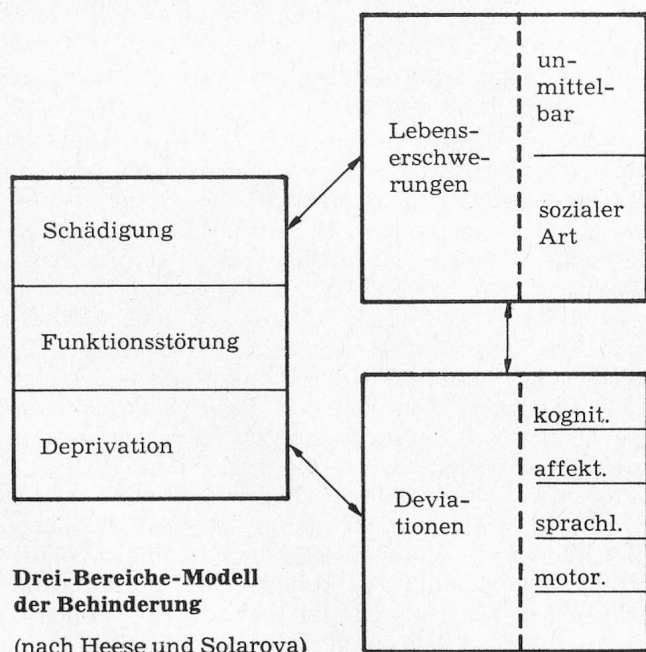 Schädigung
Funktionsstörung
Deprivation
Lebens-
erschwe-
rungen
un-
mittel-
bar
sozialer
Art
Devia-
tionen
kognit.
affekt.
sprachl.
motor.
Drei-Bereiche-Modell
der Behinderung
(nach Heese und Solarova)